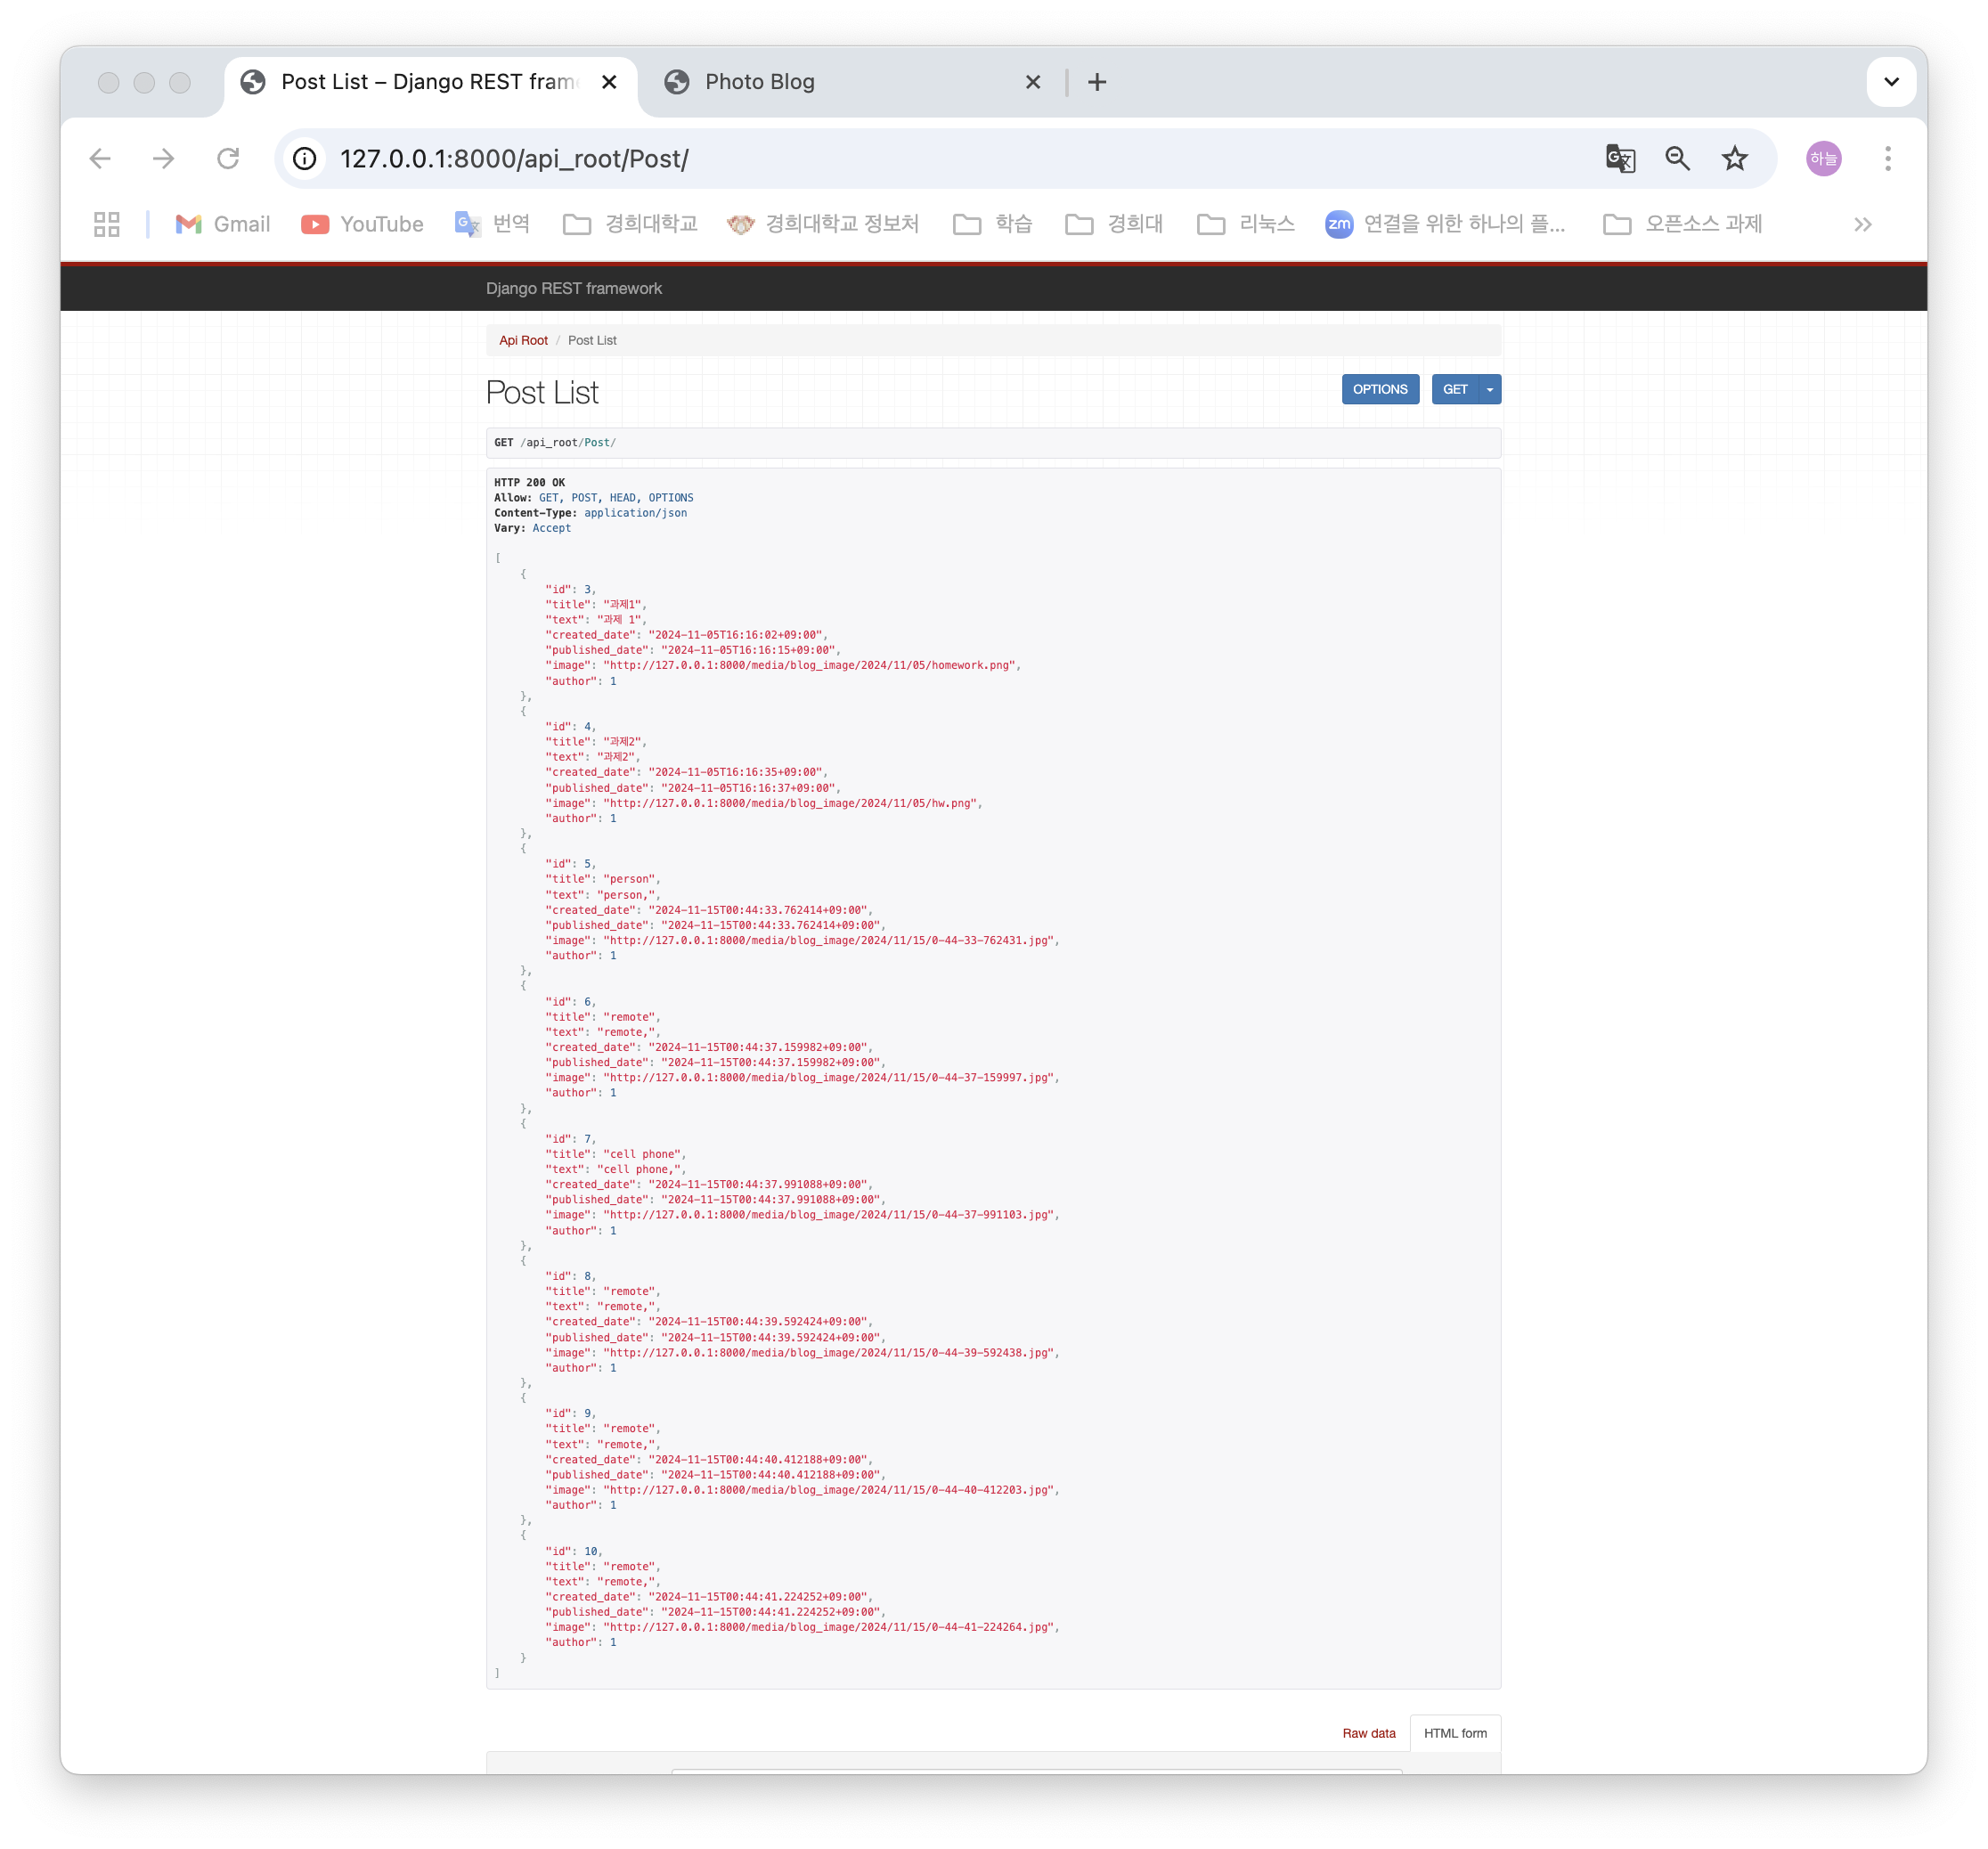 Post List – Django REST fram
Photo Blog
127.0.0.1:8000/api_root/Post/
하늘
Gmail
YouTube
번역
경희대학교
경희대학교 정보처
학습
경희대
리눅스
zm
연결을 위한 하나의 플...
오픈소스 과제
Django REST framework
Api Root / Post List
Post List
OPTIONS
GET
GET /api_root/Post/
HTTP 200 OK
Allow: GET, POST, HEAD, OPTIONS
Content-Type: application/json
Vary: Accept
[
{
"id": 3,
"title": "과제1",
"text": "과제 1",
"created_date": "2024-11-05T16:16:02+09:00",
"published_date": "2024-11-05T16:16:15+09:00",
"image": "http://127.0.0.1:8000/media/blog_image/2024/11/05/homework.png",
"author": 1
},
{
"id": 4,
"title": "과제2",
"text": "과제2",
"created_date": "2024-11-05T16:16:35+09:00",
"published_date": "2024-11-05T16:16:37+09:00",
"image": "http://127.0.0.1:8000/media/blog_image/2024/11/05/hw.png",
"author": 1
},
{
"id": 5,
"title": "person",
"text": "person,",
"created_date": "2024-11-15T00:44:33.762414+09:00",
"published_date": "2024-11-15T00:44:33.762414+09:00",
"image": "http://127.0.0.1:8000/media/blog_image/2024/11/15/0-44-33-762431.jpg",
"author": 1
},
{
"id": 6,
"title": "remote",
"text": "remote,",
"created_date": "2024-11-15T00:44:37.159982+09:00",
"published_date": "2024-11-15T00:44:37.159982+09:00",
"image": "http://127.0.0.1:8000/media/blog_image/2024/11/15/0-44-37-159997.jpg",
"author": 1
},
{
"id": 7,
"title": "cell phone",
"text": "cell phone,",
"created_date": "2024-11-15T00:44:37.991088+09:00",
"published_date": "2024-11-15T00:44:37.991088+09:00",
"image": "http://127.0.0.1:8000/media/blog_image/2024/11/15/0-44-37-991103.jpg",
"author": 1
},
{
"id": 8,
"title": "remote",
"text": "remote,",
"created_date": "2024-11-15T00:44:39.592424+09:00",
"published_date": "2024-11-15T00:44:39.592424+09:00",
"image": "http://127.0.0.1:8000/media/blog_image/2024/11/15/0-44-39-592438.jpg",
"author": 1
},
{
"id": 9,
"title": "remote",
"text": "remote,",
"created_date": "2024-11-15T00:44:40.412188+09:00",
"published_date": "2024-11-15T00:44:40.412188+09:00",
"image": "http://127.0.0.1:8000/media/blog_image/2024/11/15/0-44-40-412203.jpg",
"author": 1
},
{
"id": 10,
"title": "remote",
"text": "remote,",
"created_date": "2024-11-15T00:44:41.224252+09:00",
"published_date": "2024-11-15T00:44:41.224252+09:00",
"image": "http://127.0.0.1:8000/media/blog_image/2024/11/15/0-44-41-224264.jpg",
"author": 1
}
]
Raw data
HTML form